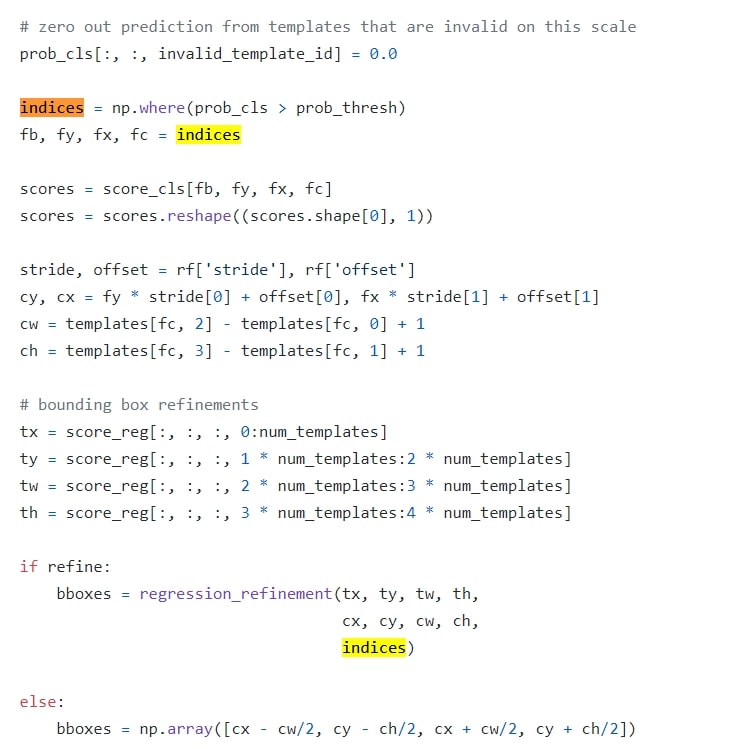 # zero out prediction from templates that are invalid on this scale
prob_cls[:, :, invalid_template_id] = 0.0
indices = np.where(prob_cls > prob_thresh)
fb, fy, fx, fc = indices
scores = score_cls[fb, fy, fx, fc]
scores = scores.reshape((scores.shape[0], 1))
stride, offset = rf['stride'], rf['offset']
cy, cx = fy * stride[0] + offset[0], fx * stride[1] + offset[1]
cw = templates[fc, 2] - templates[fc, 0] + 1
ch = templates[fc, 3] - templates[fc, 1] + 1
# bounding box refinements
tx = score_reg[:, :, :, 0:num_templates]
ty = score_reg[:, :, :, 1 * num_templates:2 * num_templates]
tw = score_reg[:, :, :, 2 * num_templates:3 * num_templates]
th = score_reg[:, :, :, 3 * num_templates:4 * num_templates]
if refine:
    bboxes = regression_refinement(tx, ty, tw, th,
                                   cx, cy, cw, ch,
                                   indices)
else:
    bboxes = np.array([cx - cw/2, cy - ch/2, cx + cw/2, cy + ch/2])